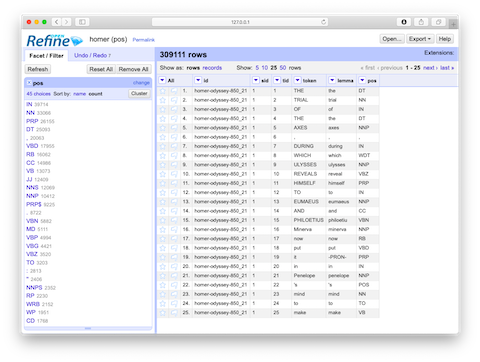 127.0.0.1
OPEN
Refine homer (pos) Permalink Open... Export Help
Facet / Filter Undo / Redo / 309111 rows Extensions:
Refresh Reset All Remove All Show as: rows records Show: 5 10 25 50 rows « first ‹ previous 1 - 25 next › last »
pos change
45 choices Sort by: name count Cluster
IN 39714
NN 33066
PRP 26155
DT 25093
, 20063
VBD 17955
RB 16082
CC 14986
VB 13073
JJ 12405
NNS 12069
NNP 10412
PRP$ 9225
. 8722
VBN 5882
MD 5111
VBP 4994
VBG 4421
VBZ 3520
TO 3203
: 2813
" 2406
NNPS 2352
RP 2230
WRB 2152
WP 1851
CD 1768
All id sid tid token lemma pos
1. homer-odyssey-850_21 1 1 THE the DT
2. homer-odyssey-850_21 1 2 TRIAL trial NN
3. homer-odyssey-850_21 1 3 OF of IN
4. homer-odyssey-850_21 1 4 THE the DT
5. homer-odyssey-850_21 1 5 AXES axes NNP
6. homer-odyssey-850_21 1 6 , , ,
7. homer-odyssey-850_21 1 7 DURING during IN
8. homer-odyssey-850_21 1 8 WHICH which WDT
9. homer-odyssey-850_21 1 9 ULYSSES ulysses NNP
10. homer-odyssey-850_21 1 10 REVEALS reveal VBZ
11. homer-odyssey-850_21 1 11 HIMSELF himself PRP
12. homer-odyssey-850_21 1 12 TO to IN
13. homer-odyssey-850_21 1 13 EUMAEUS eumaeus NNP
14. homer-odyssey-850_21 1 14 AND and CC
15. homer-odyssey-850_21 1 15 PHILOETIUS philoetiu VBN
16. homer-odyssey-850_21 1 16 Minerva minerva NNP
17. homer-odyssey-850_21 1 17 now now RB
18. homer-odyssey-850_21 1 18 put put VBD
19. homer-odyssey-850_21 1 19 it -PRON- PRP
20. homer-odyssey-850_21 1 20 in in IN
21. homer-odyssey-850_21 1 21 Penelope penelope NNP
22. homer-odyssey-850_21 1 22 's 's POS
23. homer-odyssey-850_21 1 23 mind mind NN
24. homer-odyssey-850_21 1 24 to to TO
25. homer-odyssey-850_21 1 25 make make VB